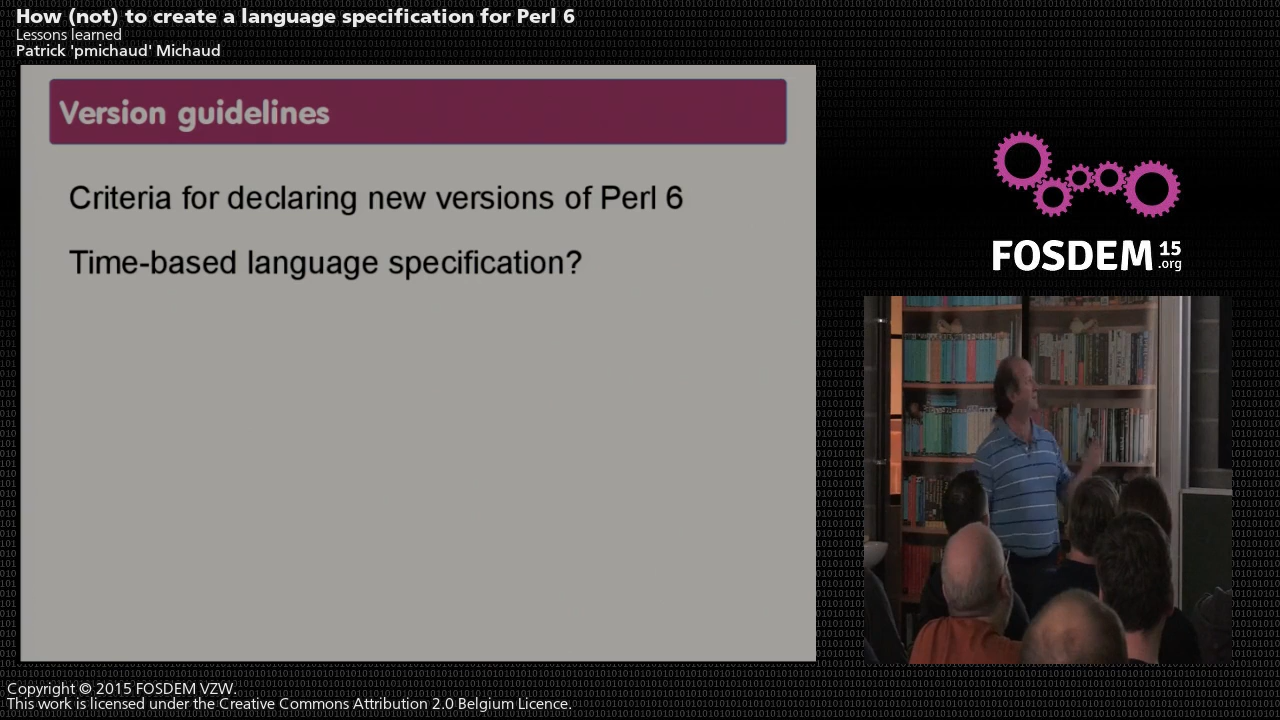 How (not) to create a language specification for Perl 6
Lessons learned
Patrick 'pmichaud' Michaud
Version guidelines
Criteria for declaring new versions of Perl 6
Time-based language specification?
FOSDEM 15
.org
Copyright © 2015 FOSDEM VZW.
This work is licensed under the Creative Commons Attribution 2.0 Belgium Licence.